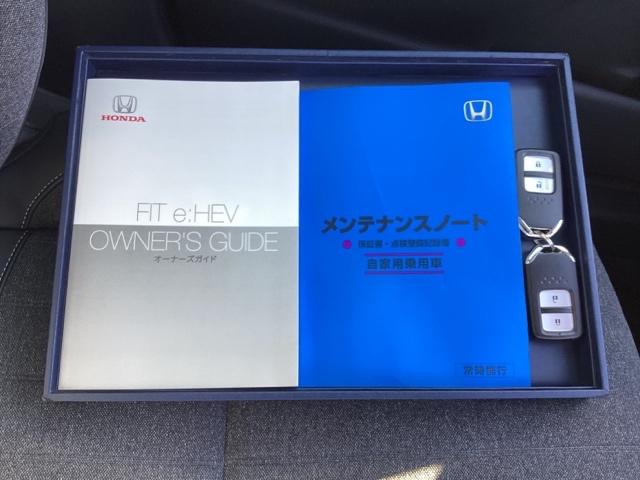 HONDA
FIT e:HEV
OWNER'S GUIDE
オーナーズガイド
メンテナンスノート
保証書・点検整備記録簿
自家用乗用車
常時携行